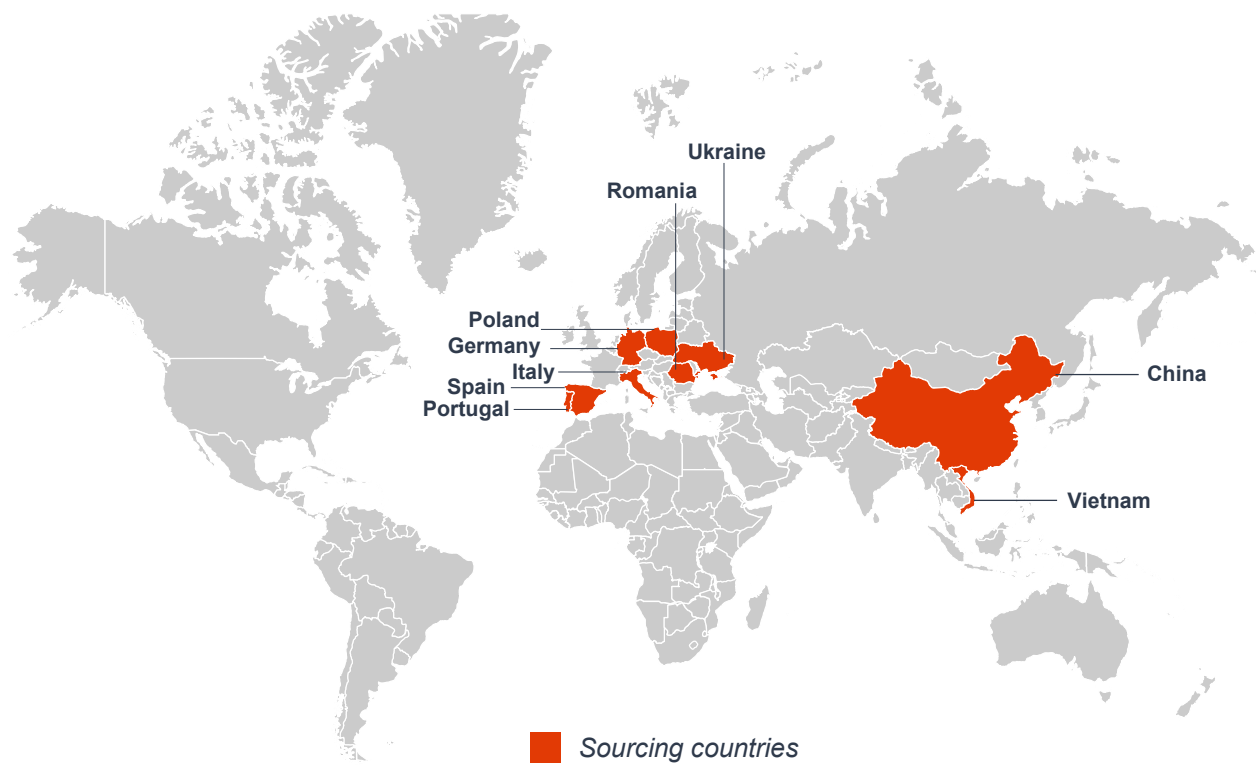 Ukraine
Romania
Poland
Germany
Italy
Spain
Portugal
China
Vietnam
Sourcing countries